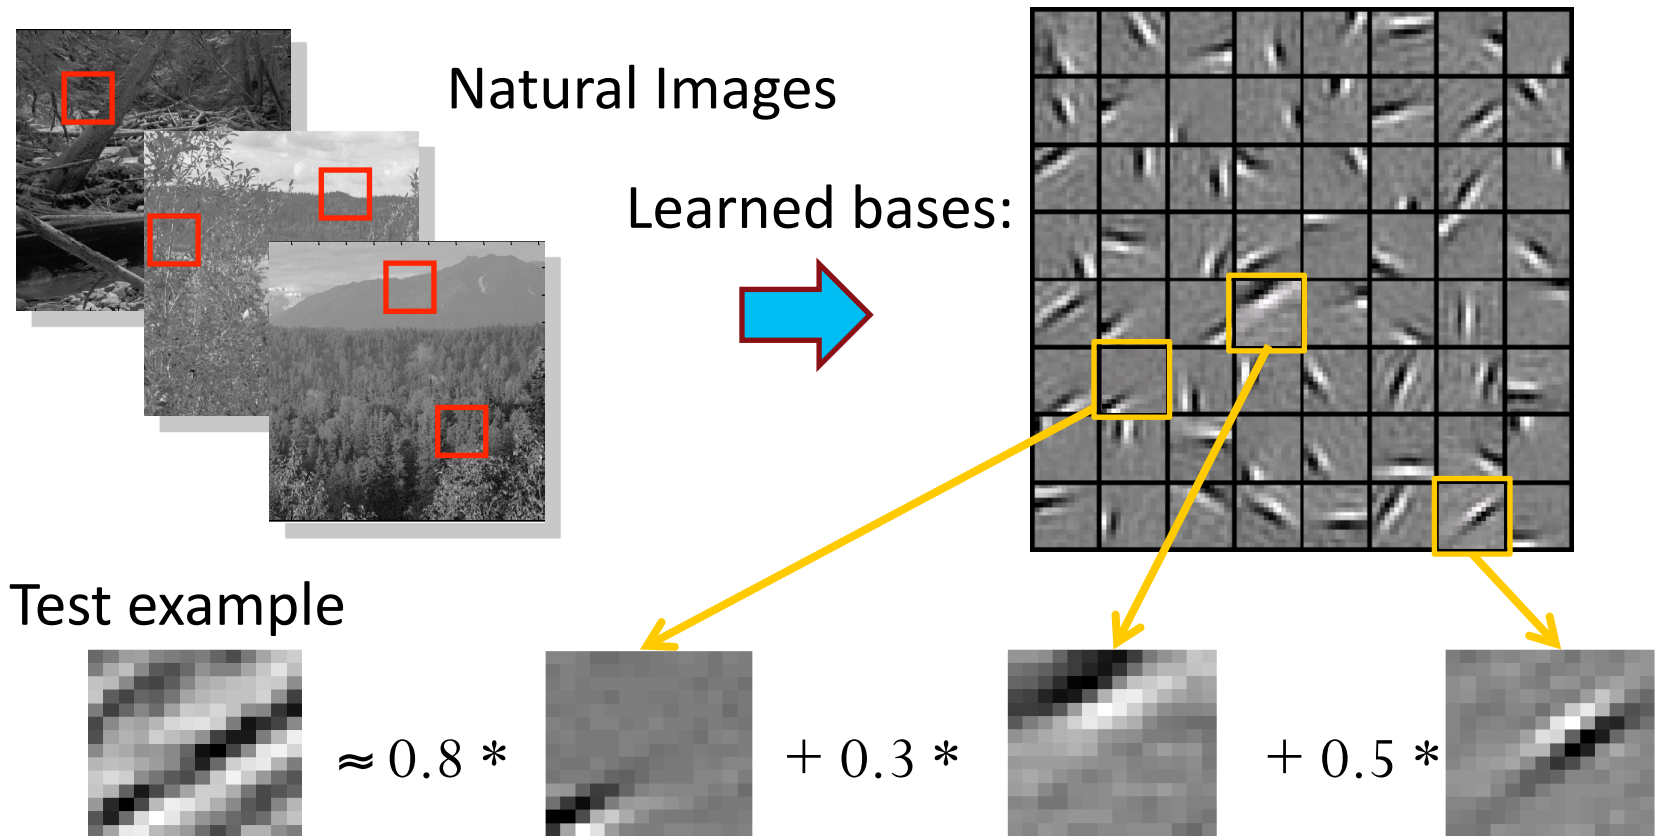 Natural Images
Learned bases:
Test example
≈ 0.8 * + 0.3 * + 0.5 *